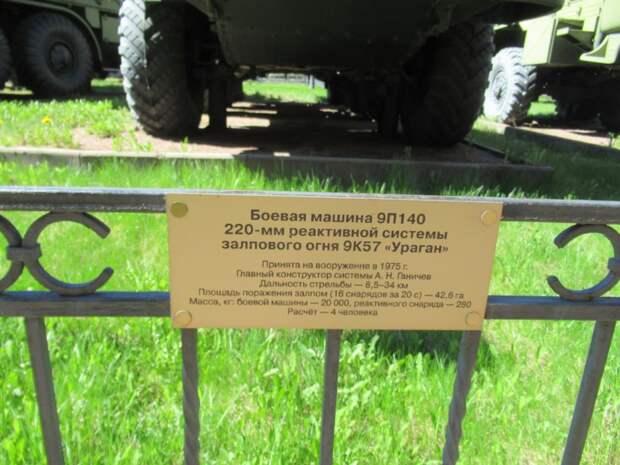 Боевая машина 9П140
220-мм реактивной системы
залпового огня 9К57 «Ураган»
Принята на вооружение в 1975 г.
Главный конструктор системы А. Н. Ганичев
Дальность стрельбы — 8,5–34 км
Площадь поражения залпом (16 снарядов за 20 с) — 42,6 га
Масса, кг: боевой машины — 20 000, реактивного снаряда — 280
Расчёт — 4 человека